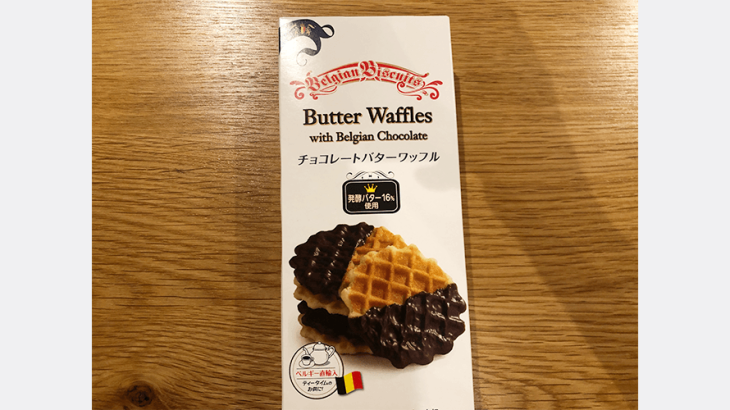 Belgian Biscuits
Butter Waffles
with Belgian Chocolate
チョコレートバターワッフル
発酵バター16%
使用
ベルギー直輸入
ティータイムの
お供に!